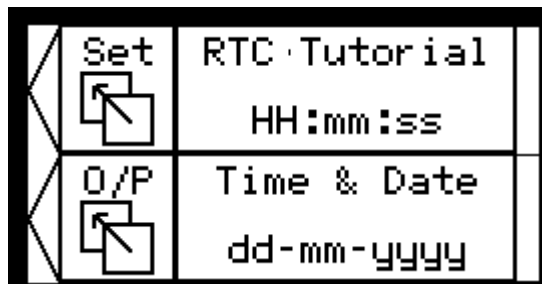 Set
RTC·Tutorial
HH:mm:ss
O/P
Time & Date
dd-mm-yyyy